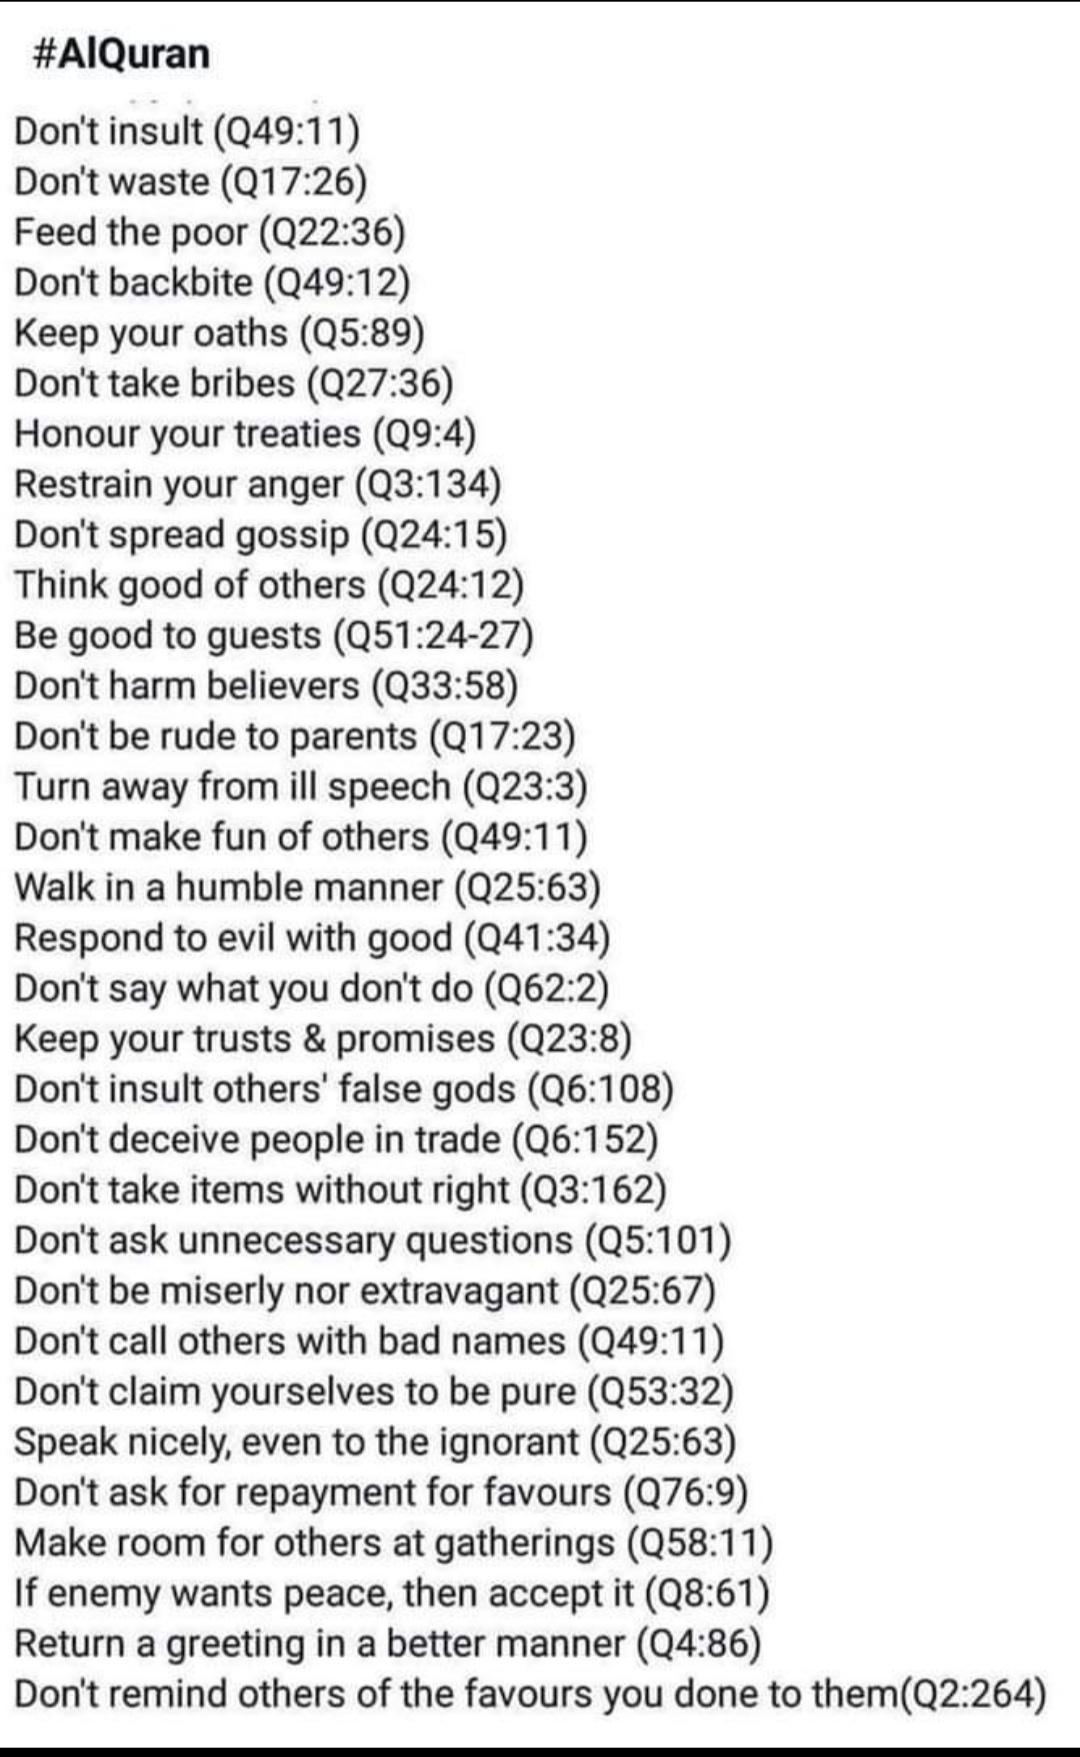 #AlQuran
Don't insult (Q49:11)
Don't waste (Q17:26)
Feed the poor (Q22:36)
Don't backbite (Q49:12)
Keep your oaths (Q5:89)
Don't take bribes (Q27:36)
Honour your treaties (Q9:4)
Restrain your anger (Q3:134)
Don't spread gossip (Q24:15)
Think good of others (Q24:12)
Be good to guests (Q51:24-27)
Don't harm believers (Q33:58)
Don't be rude to parents (Q17:23)
Turn away from ill speech (Q23:3)
Don't make fun of others (Q49:11)
Walk in a humble manner (Q25:63)
Respond to evil with good (Q41:34)
Don't say what you don't do (Q62:2)
Keep your trusts & promises (Q23:8)
Don't insult others' false gods (Q6:108)
Don't deceive people in trade (Q6:152)
Don't take items without right (Q3:162)
Don't ask unnecessary questions (Q5:101)
Don't be miserly nor extravagant (Q25:67)
Don't call others with bad names (Q49:11)
Don't claim yourselves to be pure (Q53:32)
Speak nicely, even to the ignorant (Q25:63)
Don't ask for repayment for favours (Q76:9)
Make room for others at gatherings (Q58:11)
If enemy wants peace, then accept it (Q8:61)
Return a greeting in a better manner (Q4:86)
Don't remind others of the favours you done to them(Q2:264)